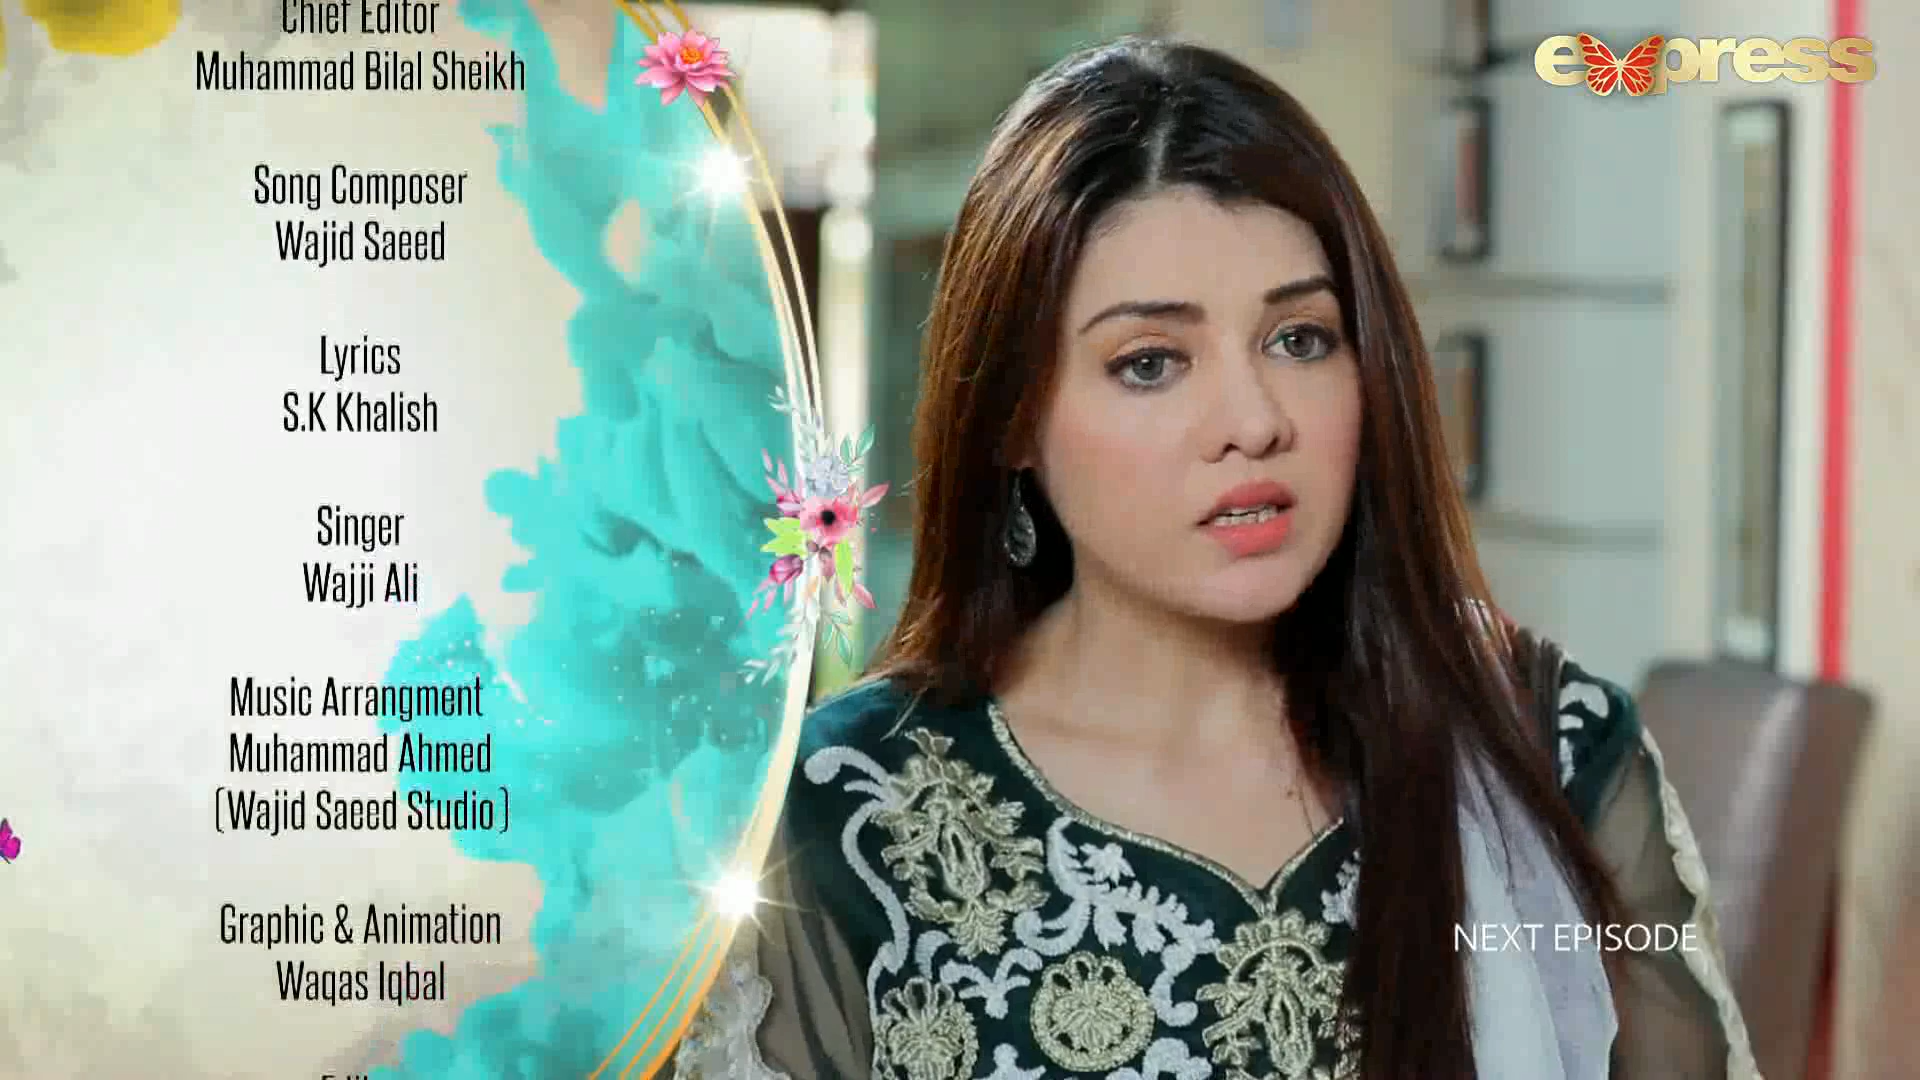 Chief Editor
Muhammad Bilal Sheikh
Song Composer
Wajid Saeed
Lyrics
S.K Khalish
Singer
Wajji Ali
Music Arrangment
Muhammad Ahmed
(Wajid Saeed Studio)
Graphic & Animation
Waqas Iqbal
express
NEXT EPISODE